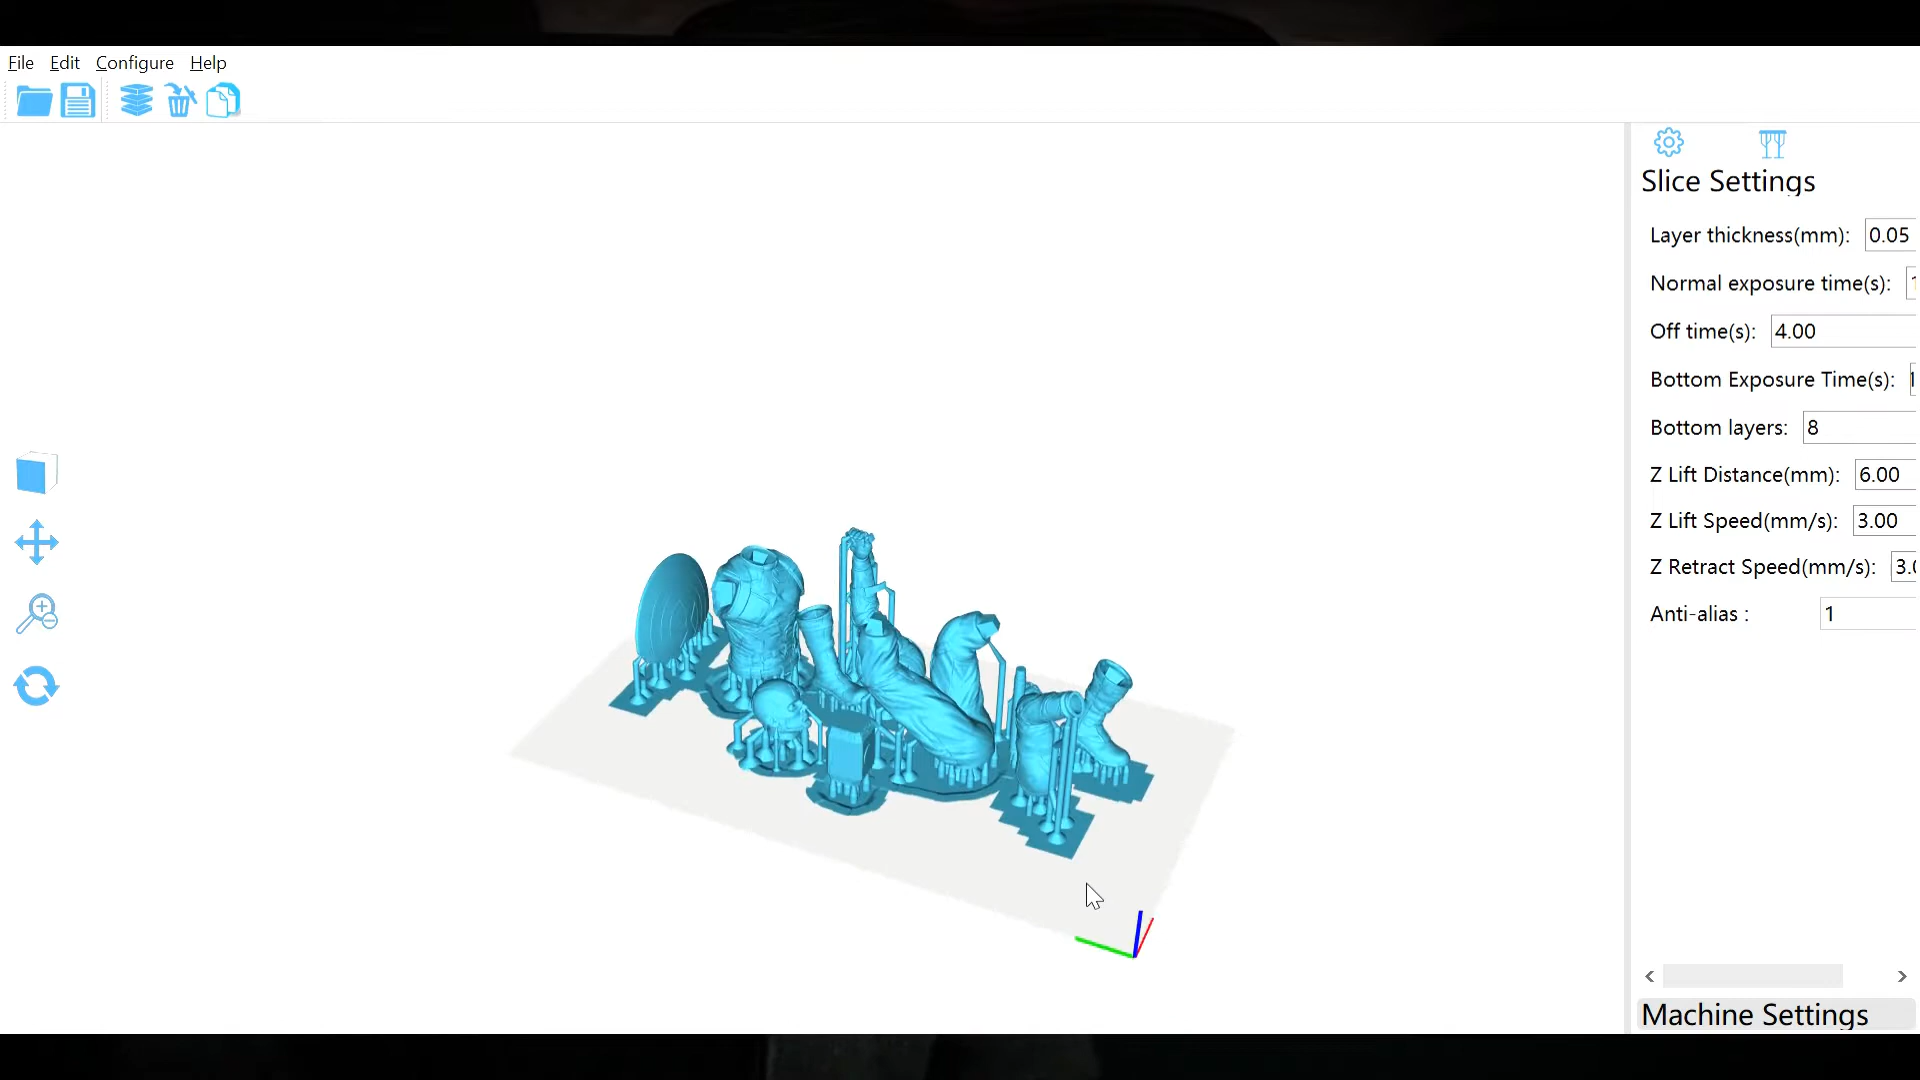 File Edit Configure Help
Slice Settings
Layer thickness(mm): 0.05
Normal exposure time(s):
Off time(s): 4.00
Bottom Exposure Time(s):
Bottom layers: 8
Z Lift Distance(mm): 6.00
Z Lift Speed(mm/s): 3.00
Z Retract Speed(mm/s): 3.
Anti-alias : 1
Machine Settings